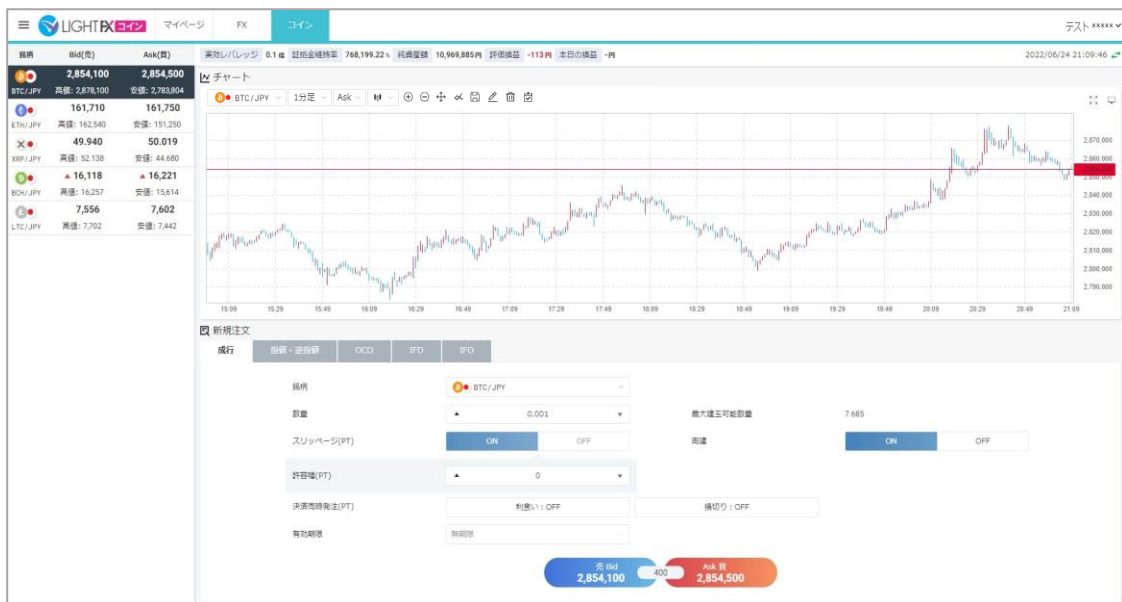 LIGHT FX コイン マイページ FX コイン テスト *****
銘柄 Bid(売) Ask(買)
実効レバレッジ 0.1倍 証拠金維持率 768,199.22% 純資産額 10,969,885円 評価損益 -113円 本日の損益 -円 2022/06/24 21:09:46
2,854,100 2,854,500
BTC/JPY 高値: 2,878,100 安値: 2,783,804
161,710 161,750
ETH/JPY 高値: 162,540 安値: 151,250
49.940 50.019
XRP/JPY 高値: 52.138 安値: 44.680
▲ 16,118 ▲ 16,221
BCH/JPY 高値: 16,257 安値: 15,614
7,556 7,602
LTC/JPY 高値: 7,702 安値: 7,442
チャート
BTC/JPY 1分足 Ask
2,870,000
2,860,000
2,850,000
2,840,000
2,830,000
2,820,000
2,810,000
2,800,000
2,790,000
15:09 15:29 15:49 16:09 16:29 16:49 17:09 17:29 17:49 18:09 18:29 18:49 19:09 19:29 19:49 20:09 20:29 20:49 21:09
新規注文
成行 指値・逆指値 OCO IFD IFO
銘柄 BTC/JPY
数量 ▲ 0.001 ▼ 最大建玉可能数量 7.685
スリッページ(PT) ON OFF 両建 ON OFF
許容幅(PT) ▲ 0 ▼
決済同時発注(PT) 利食い : OFF 損切り : OFF
有効期限 無期限
売 Bid 400 Ask 買
2,854,100 2,854,500